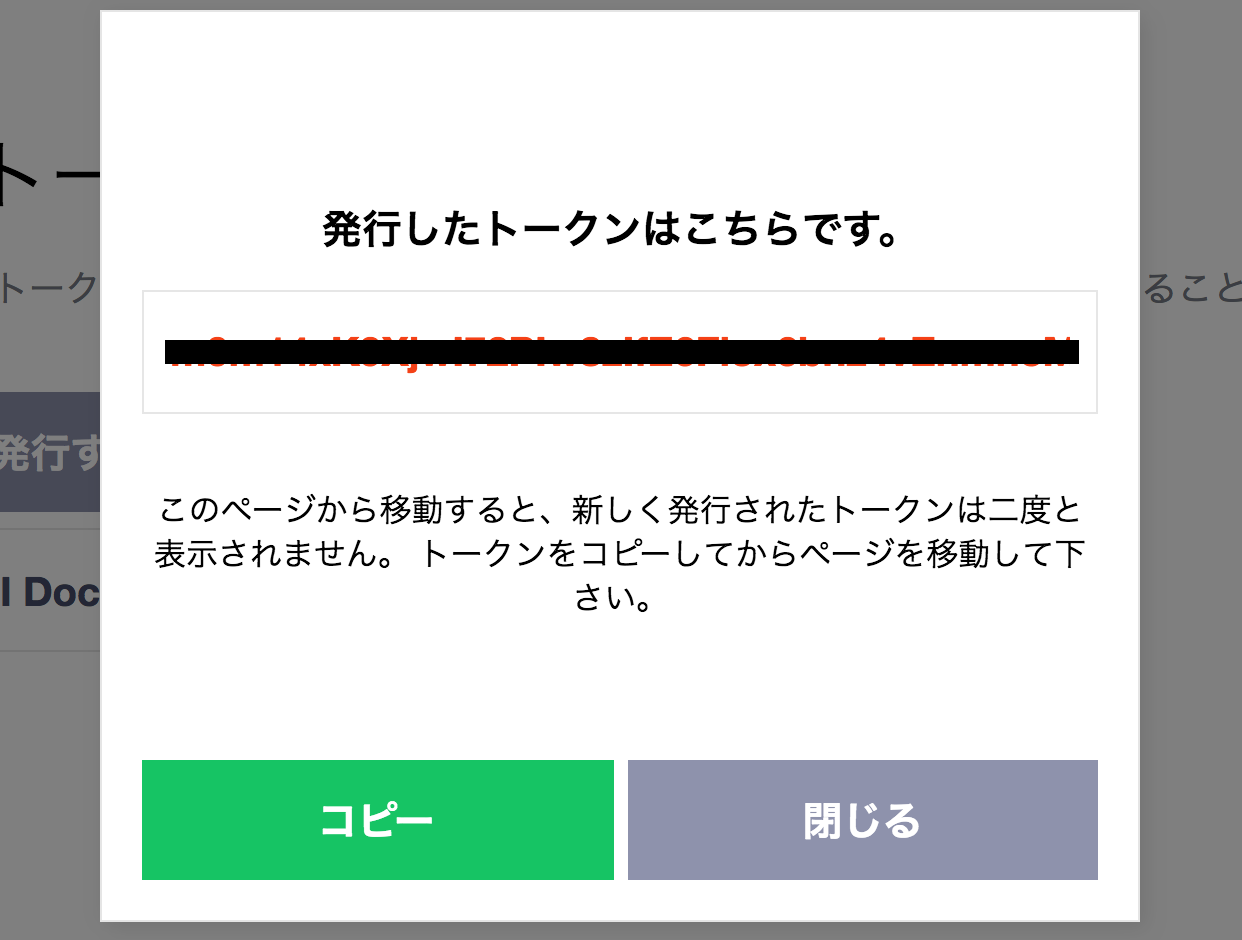 トー
発行したトークンはこちらです。
トーク
ること
発行す
このページから移動すると、新しく発行されたトークンは二度と
表示されません。 トークンをコピーしてからページを移動して下
さい。
I Doc
コピー
閉じる